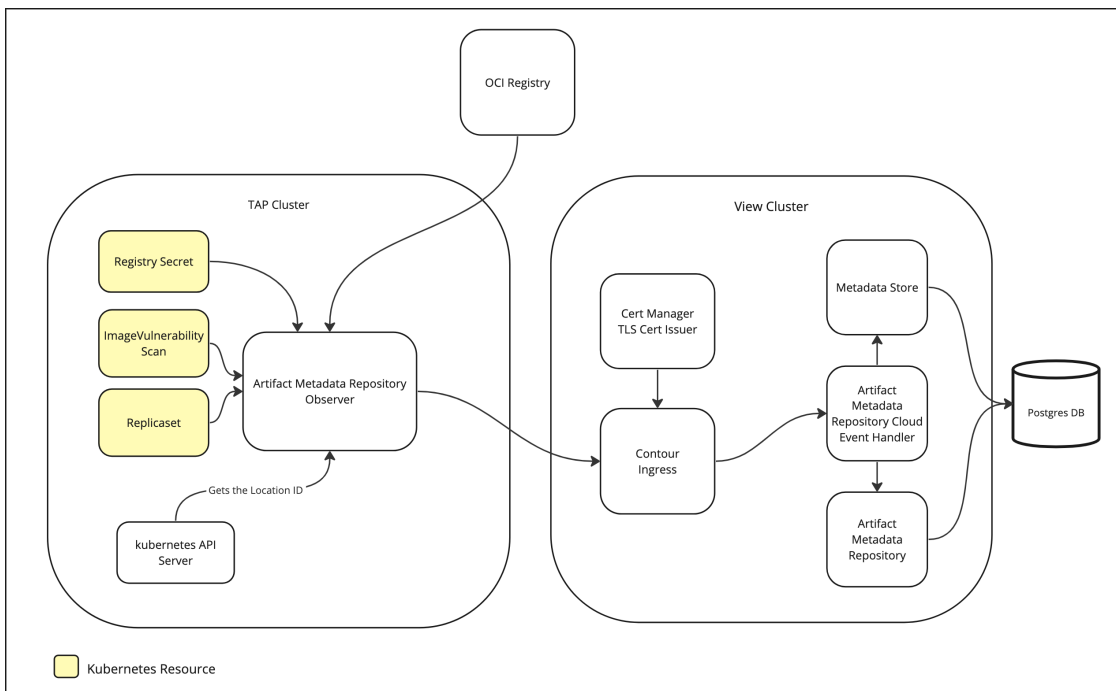 OCI Registry
TAP Cluster
Registry Secret
ImageVulnerability
Scan
Replicaset
Artifact Metadata Repository
Observer
Gets the Location ID
kubernetes API
Server
View Cluster
Cert Manager
TLS Cert Issuer
Contour
Ingress
Metadata Store
Artifact
Metadata
Repository Cloud
Event Handler
Artifact
Metadata
Repository
Postgres DB
Kubernetes Resource